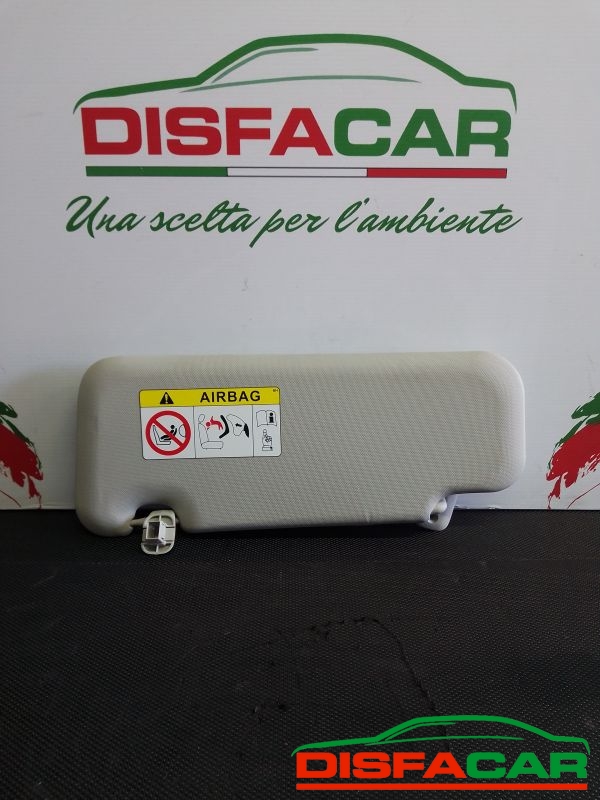 DISFACAR
Una scelta per l'ambiente
AIRBAG
DISFACAR